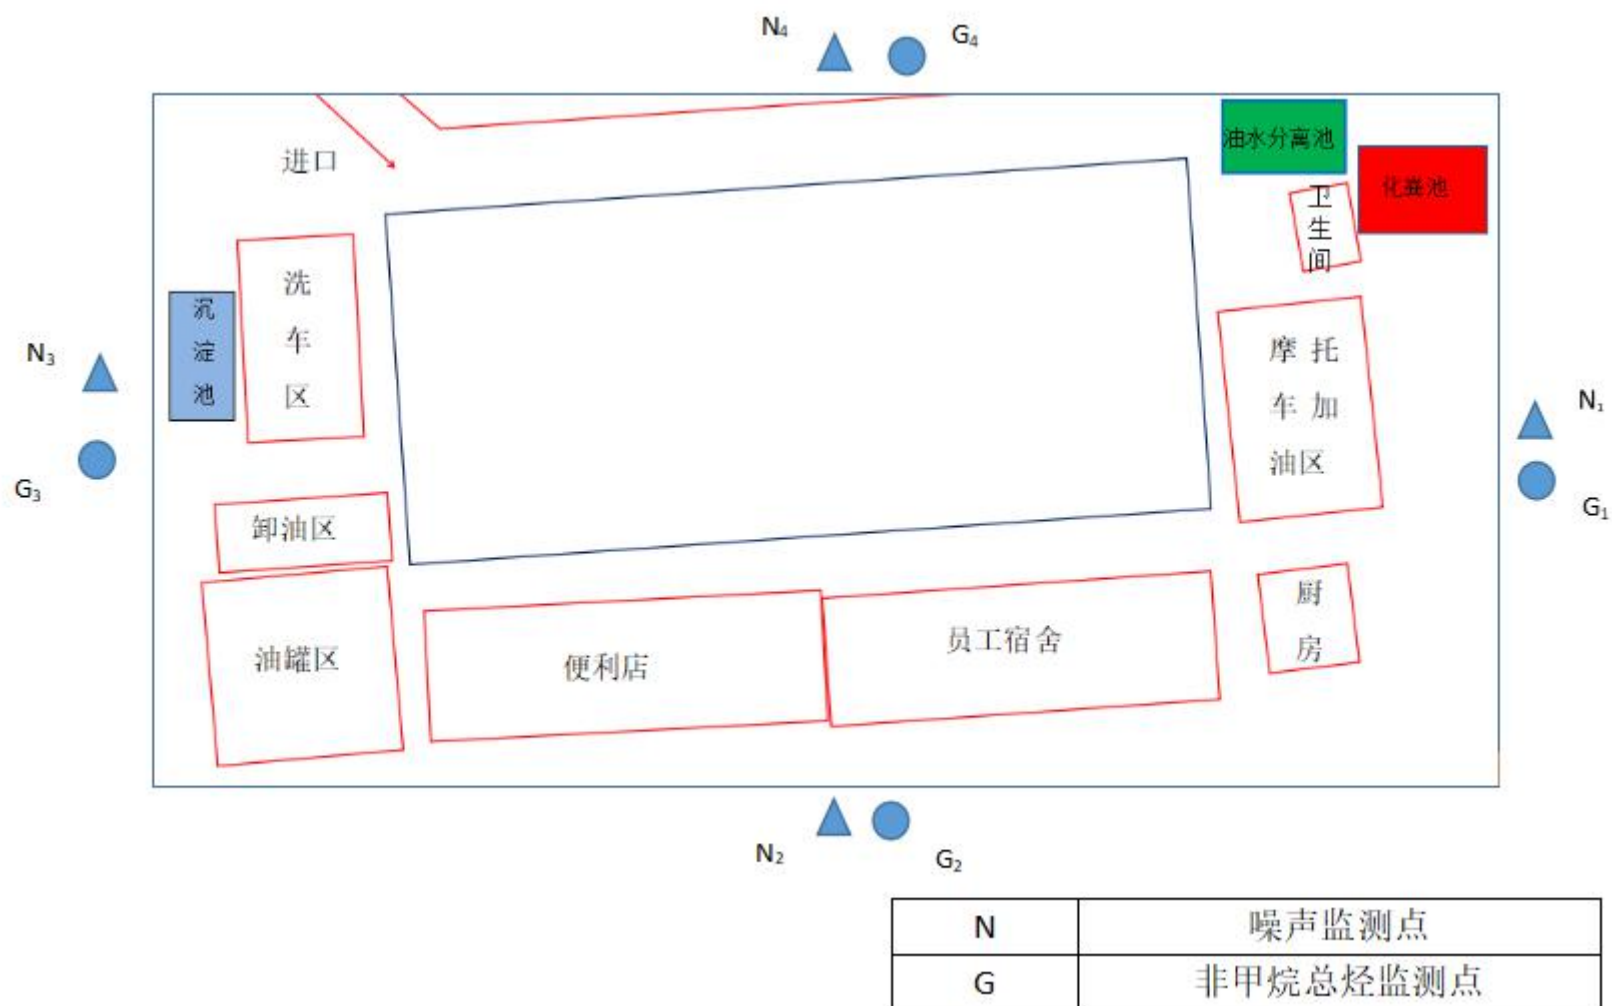 N₄
G₄
进口
油水分离池
化粪池
卫
生
间
洗
车
区
沉
淀
池
N₃
G₃
摩 托
车 加
油区
N₁
G₁
卸油区
油罐区
便利店
员工宿舍
厨
房
N₂
G₂
N 噪声监测点
G 非甲烷总烃监测点